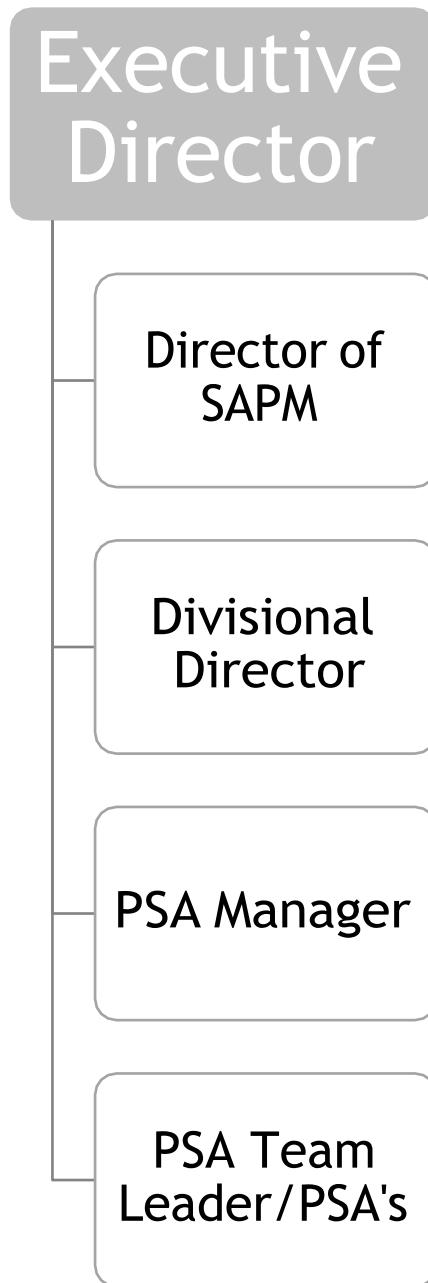 Executive
Director
Director of
SAPM
Divisional
Director
PSA Manager
PSA Team
Leader/PSA's